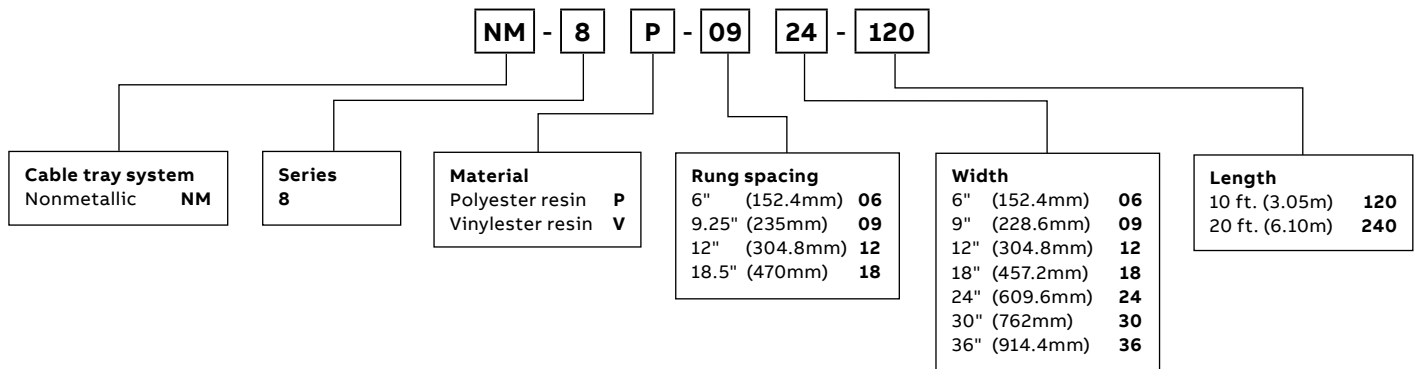 NM - 8 P - 09 24 - 120
Cable tray system
Nonmetallic NM
Series
8
Material
Polyester resin P
Vinylester resin V
Rung spacing
6" (152.4mm) 06
9.25" (235mm) 09
12" (304.8mm) 12
18.5" (470mm) 18
Width
6" (152.4mm) 06
9" (228.6mm) 09
12" (304.8mm) 12
18" (457.2mm) 18
24" (609.6mm) 24
30" (762mm) 30
36" (914.4mm) 36
Length
10 ft. (3.05m) 120
20 ft. (6.10m) 240